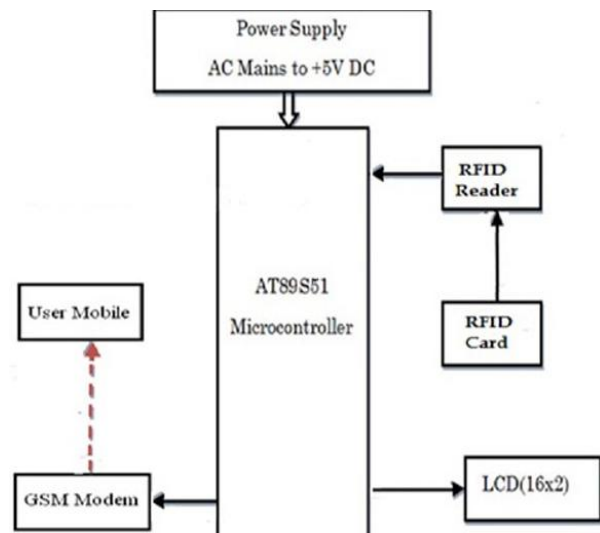 Power Supply
AC Mains to +5V DC
RFID
Reader
AT89S51
Microcontroller
User Mobile
RFID
Card
GSM Modem
LCD(16x2)